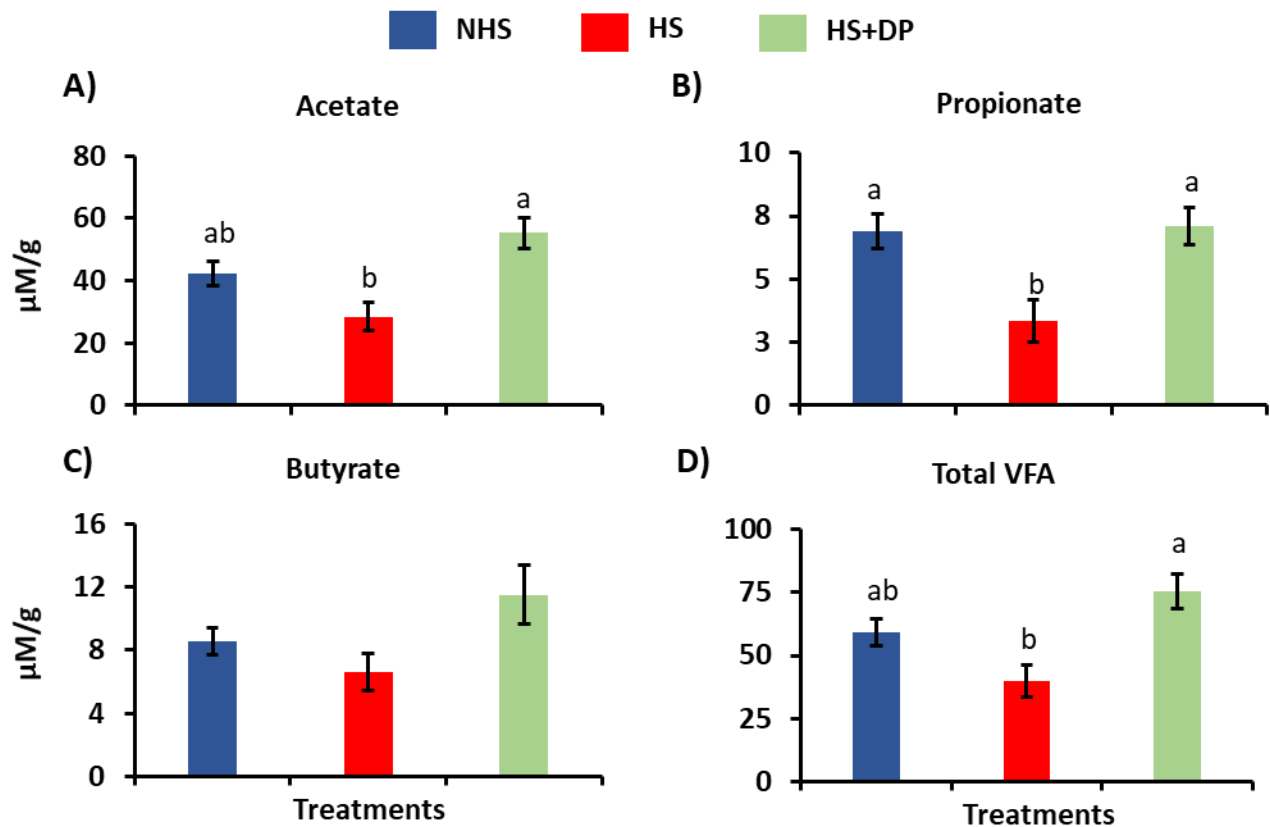 NHS HS HS+DP
A) Acetate
µM/g
80
60
40
20
0
ab
b
a
B) Propionate
10
8
5
3
0
a
b
a
C) Butyrate
µM/g
16
12
8
4
0
Treatments
D) Total VFA
100
75
50
25
0
ab
b
a
Treatments